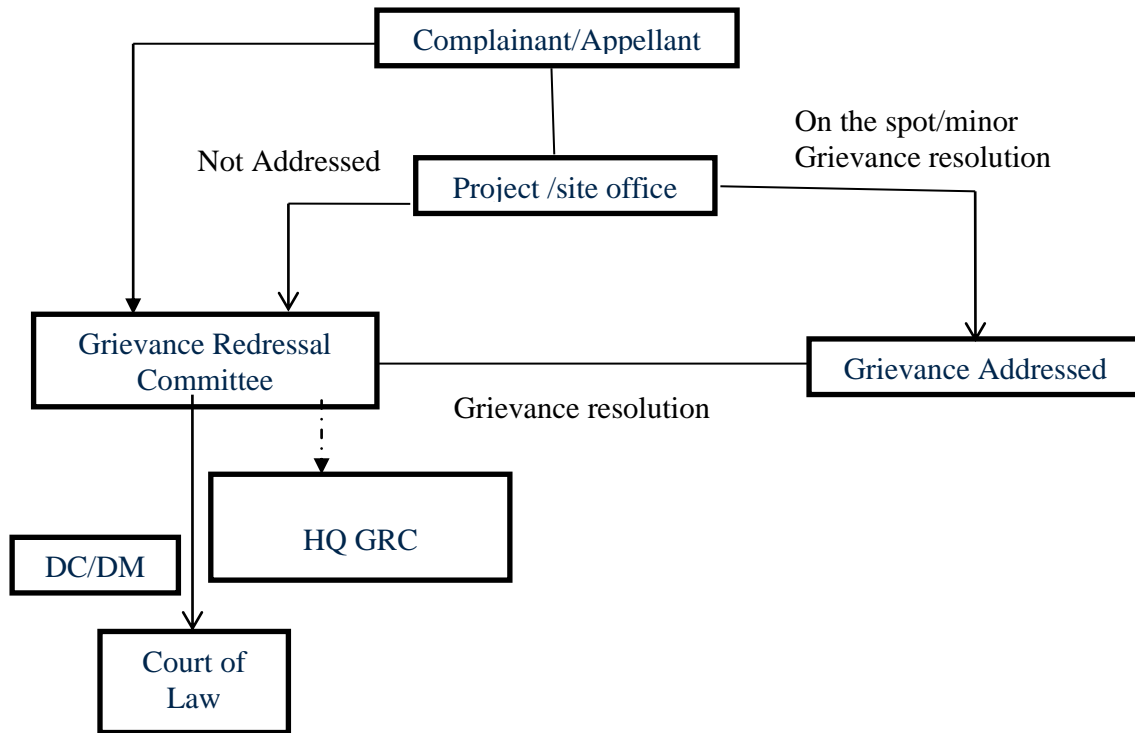 Complainant/Appellant
On the spot/minor
Grievance resolution
Not Addressed
Project /site office
Grievance Redressal
Committee
Grievance Addressed
Grievance resolution
HQ GRC
DC/DM
Court of
Law